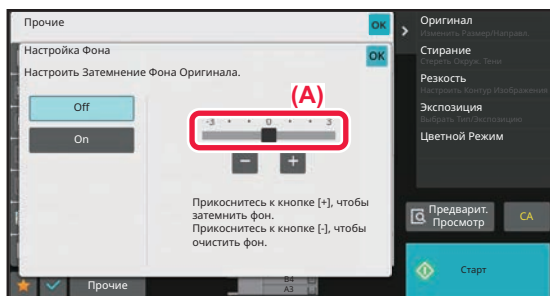 Прочие
OK
Настройка Фона
OK
Настроить Затемнение Фона Оригинала.
Off
On
(A)
-3 • • 0 • • 3
− +
Прикоснитесь к кнопке [+], чтобы
затемнить фон.
Прикоснитесь к кнопке [-], чтобы
очистить фон.
Оригинал
Изменить Размер/Направл.
Стирание
Стереть Окруж. Тени
Резкость
Настроить Контур Изображения
Экспозиция
Выбрать Тип/Экспозицию
Цветной Режим
Предварит.
Просмотр
CA
Старт
Прочие
B4
A3